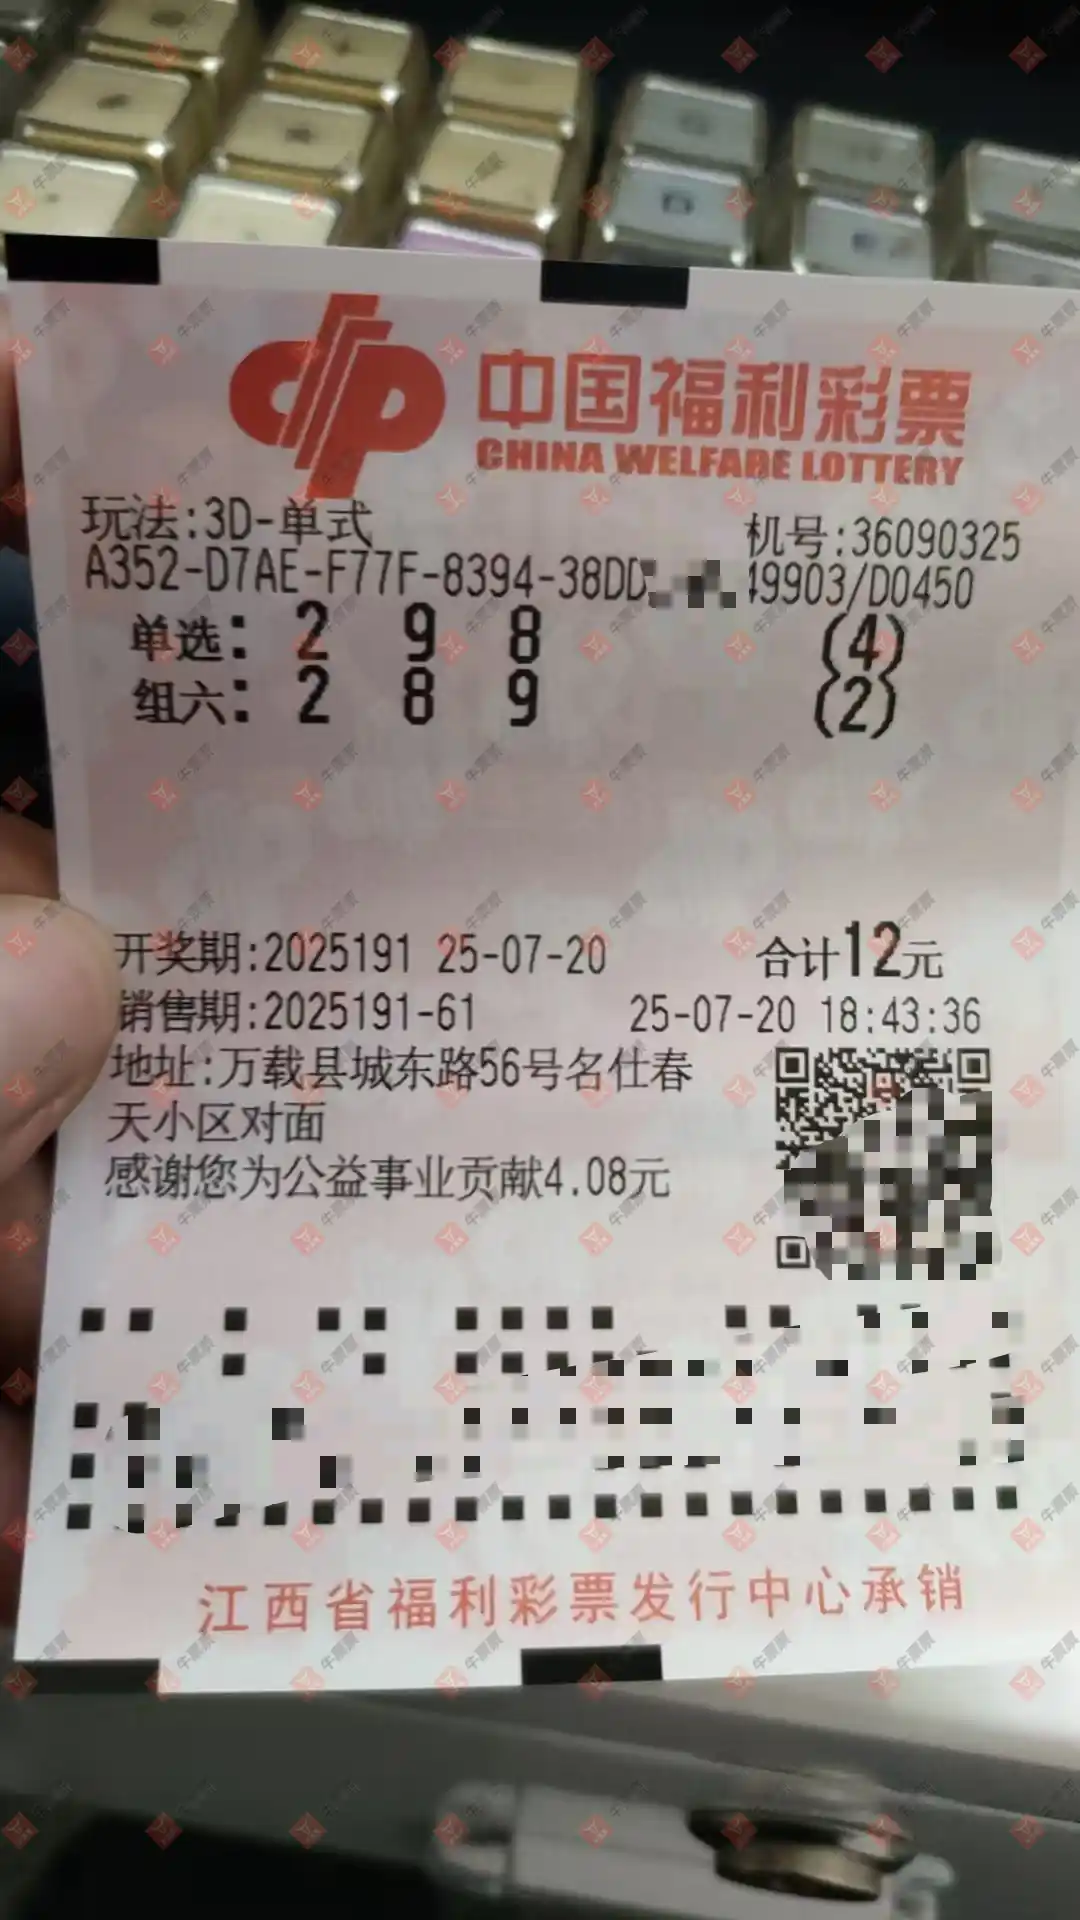 中国福利彩票
CHINA WELFARE LOTTERY
玩法:3D-单式
机号:36090325
A352-D7AE-F77F-8394-38DD 49903/D0450
单选: 2 9 8 (4)
组六: 2 8 9 (2)
开奖期:2025191 25-07-20 合计12元
销售期:2025191-61 25-07-20 18:43:36
地址:万载县城东路56号名仕春
天小区对面
感谢您为公益事业贡献4.08元
江西省福利彩票发行中心承销